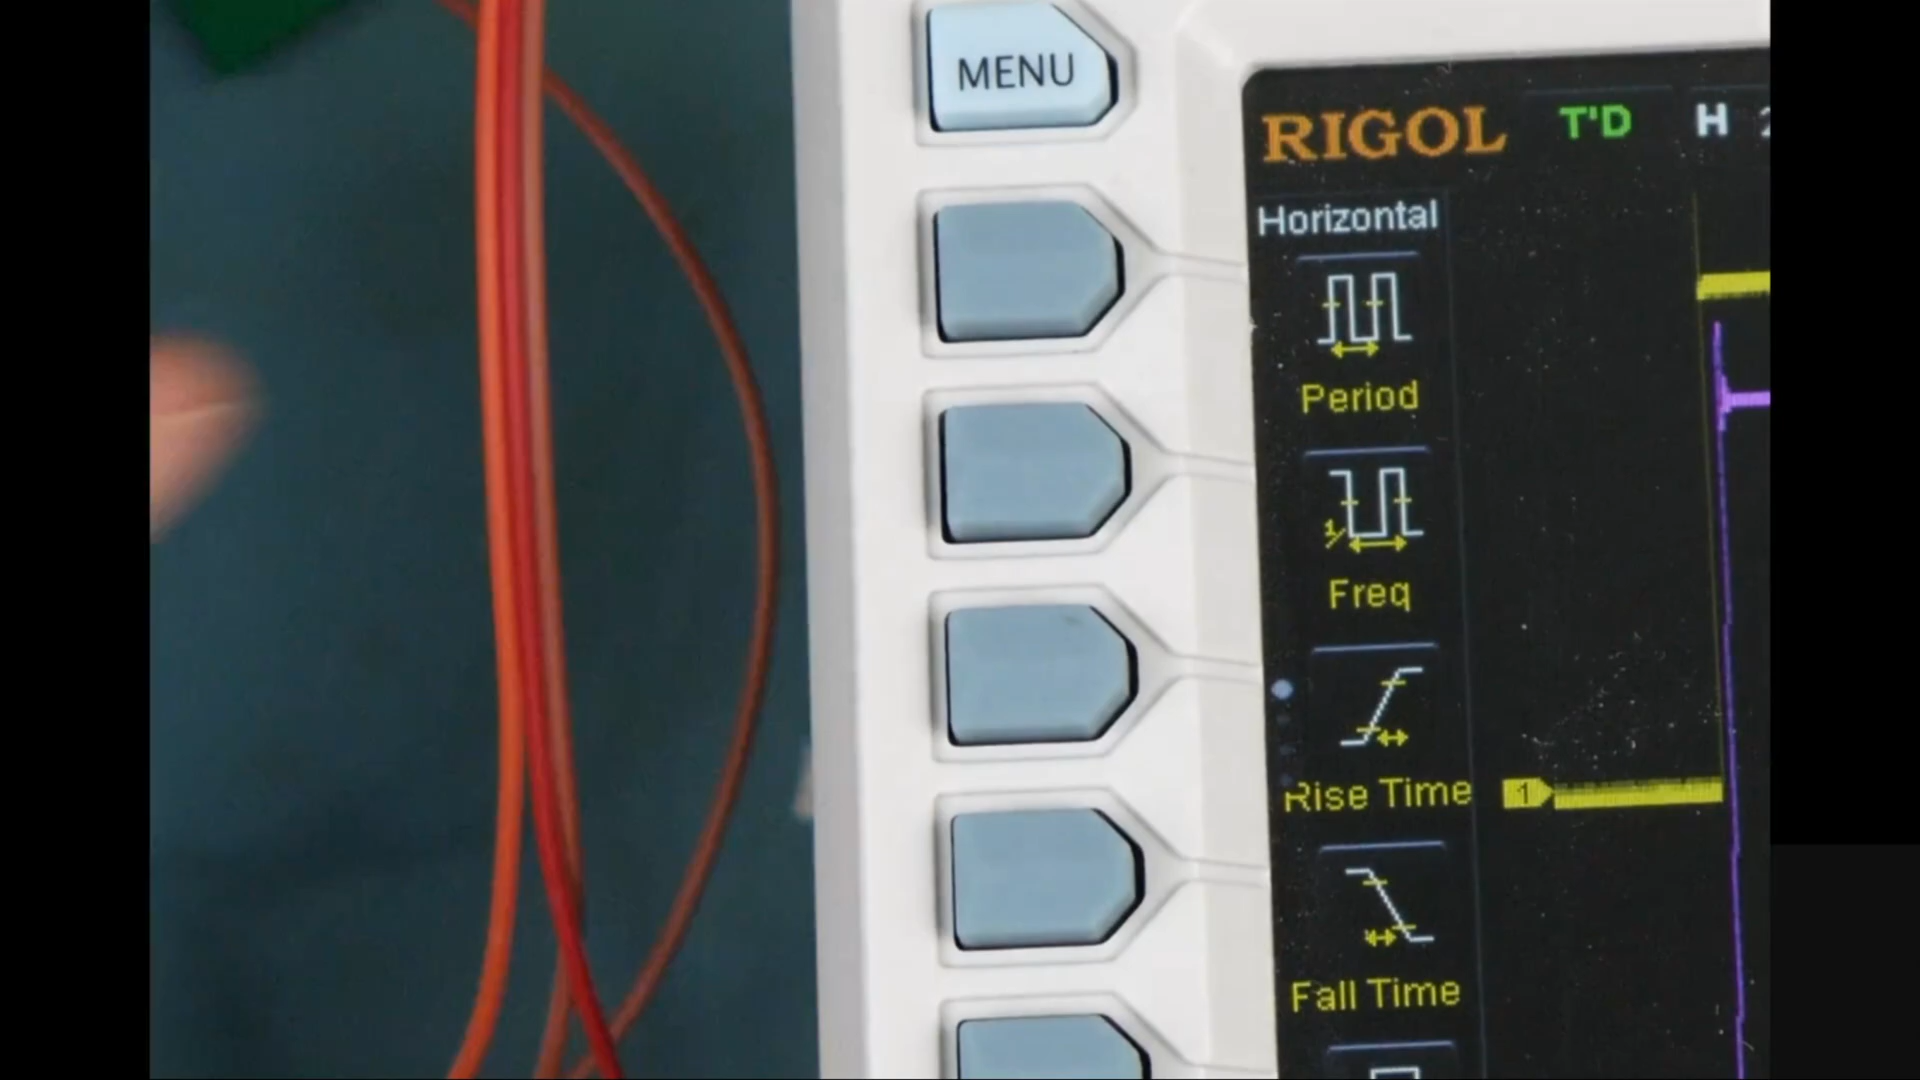 MENU
RIGOL T'D H
Horizontal
Period
Freq
Rise Time
1
Fall Time